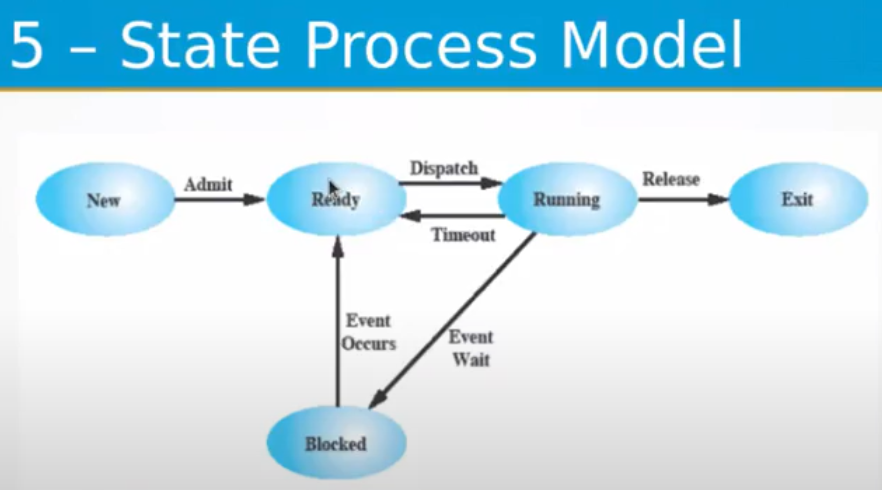 5 – State Process Model
New
Admit
Ready
Dispatch
Timeout
Running
Release
Exit
Event
Occurs
Event
Wait
Blocked